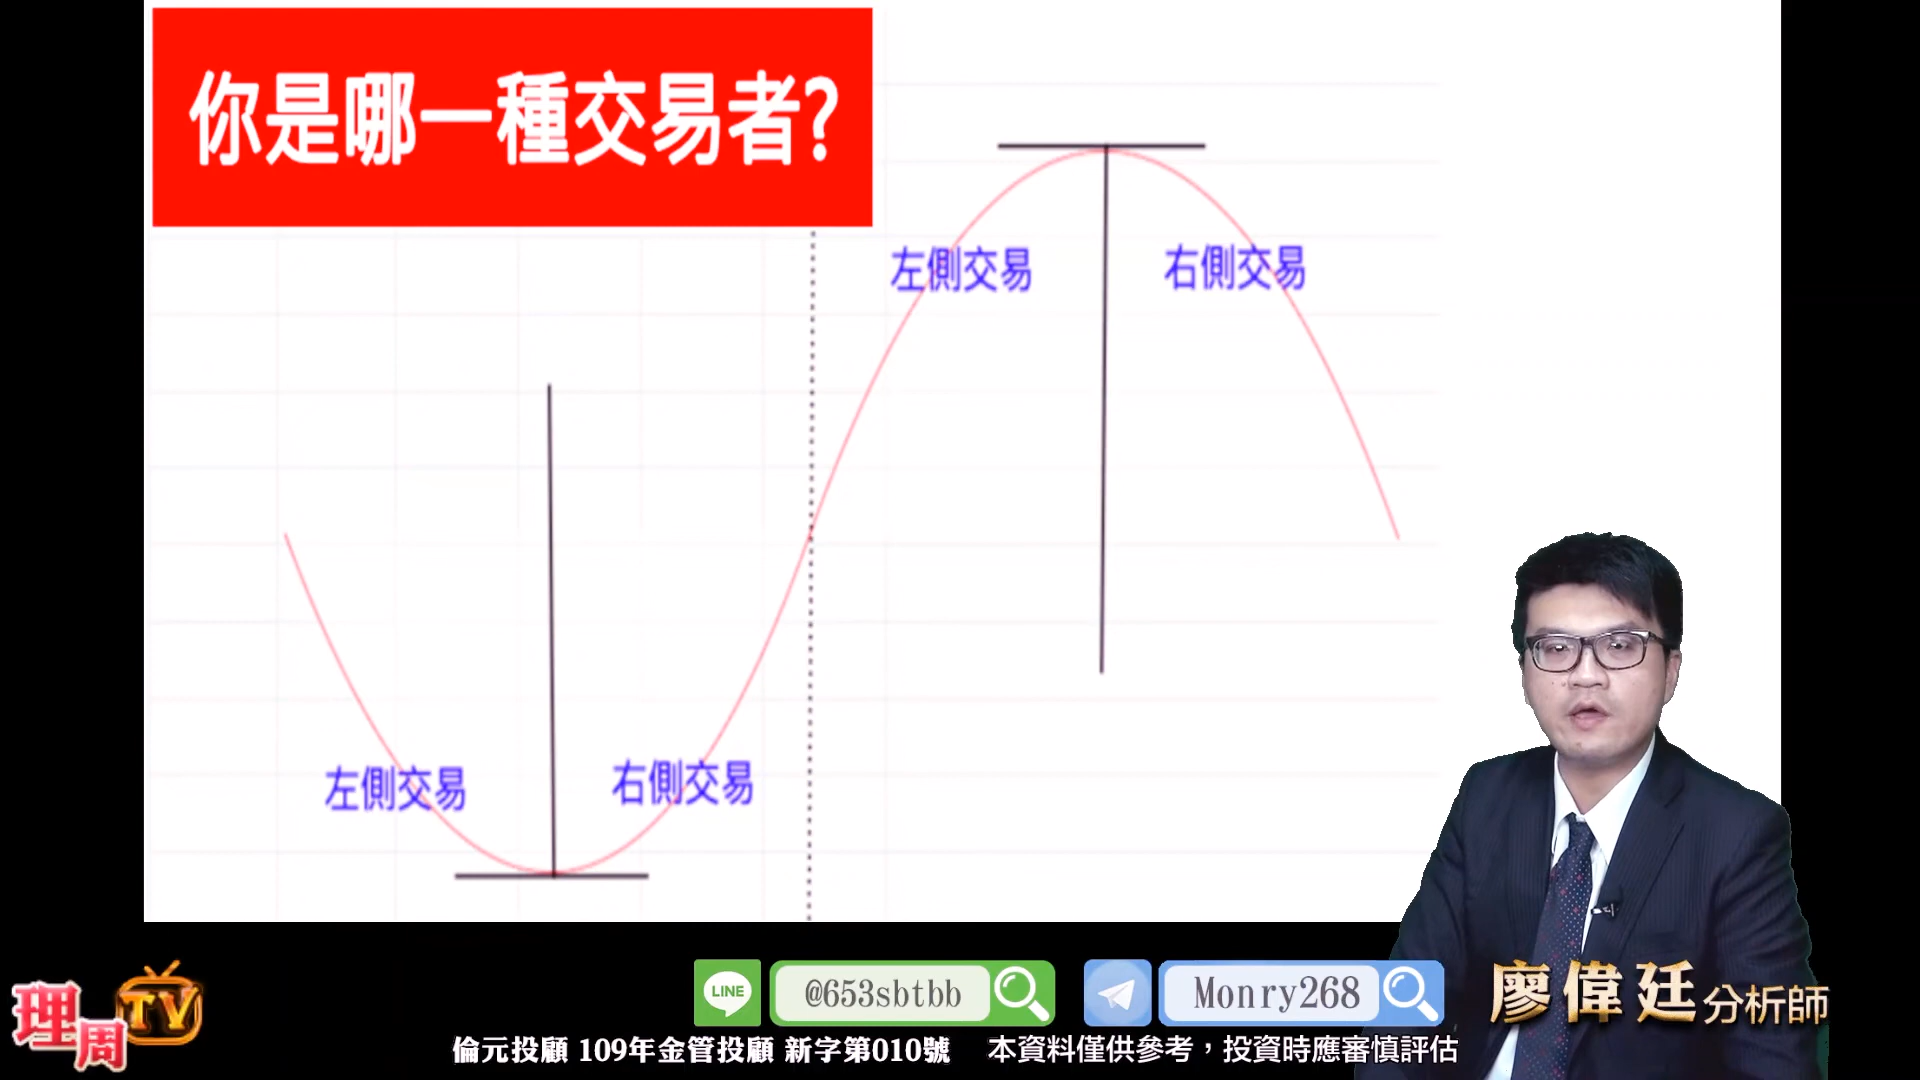 你是哪一種交易者?
左側交易
右側交易
左側交易
右側交易
理周TV
LINE
@653sbtbb
Monry268
廖偉廷分析師
倫元投顧 109年金管投顧 新字第010號 本資料僅供參考，投資時應審慎評估